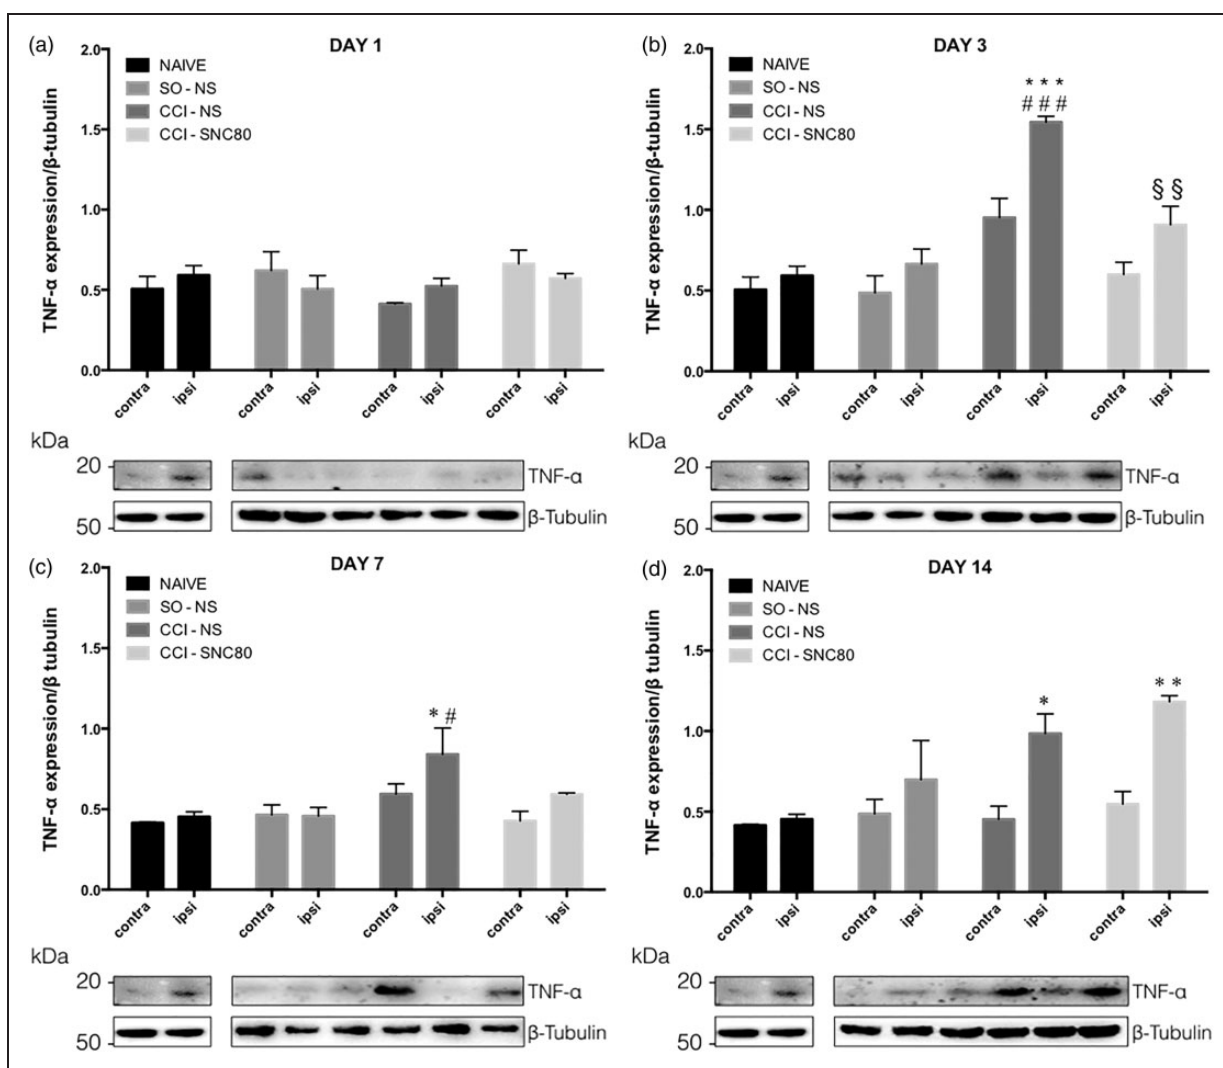 (a)
DAY 1
TNF-α expression/β-tubulin
2.0
1.5
1.0
0.5
0.0
NAIVE
SO - NS
CCI - NS
CCI - SNC80
contra ipsi contra ipsi contra ipsi contra ipsi
kDa
20
TNF-α
50
β-Tubulin
(b)
DAY 3
TNF-α expression/β-tubulin
2.0
1.5
1.0
0.5
0.0
NAIVE
SO - NS
CCI - NS
CCI - SNC80
* * *
# # #
§ §
contra ipsi contra ipsi contra ipsi contra ipsi
kDa
20
TNF-α
50
β-Tubulin
(c)
DAY 7
TNF-α expression/β tubulin
2.0
1.5
1.0
0.5
0.0
NAIVE
SO - NS
CCI - NS
CCI - SNC80
* #
contra ipsi contra ipsi contra ipsi contra ipsi
kDa
20
TNF-α
50
β-Tubulin
(d)
DAY 14
TNF-α expression/β tubulin
2.0
1.5
1.0
0.5
0.0
NAIVE
SO - NS
CCI - NS
CCI - SNC80
*
* *
contra ipsi contra ipsi contra ipsi contra ipsi
kDa
20
TNF-α
50
β-Tubulin